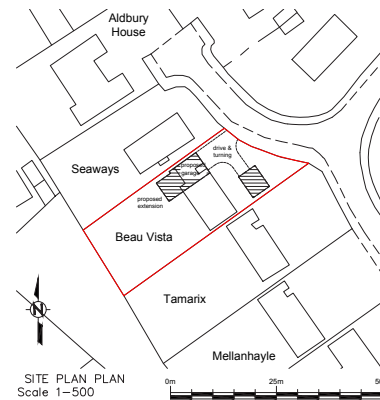 Aldbury
House
drive &
turning
proposed
garage
Seaways
proposed
extension
Beau Vista
Tamarix
N
Mellanhayle
SITE PLAN PLAN
Scale 1-500
0m
25m